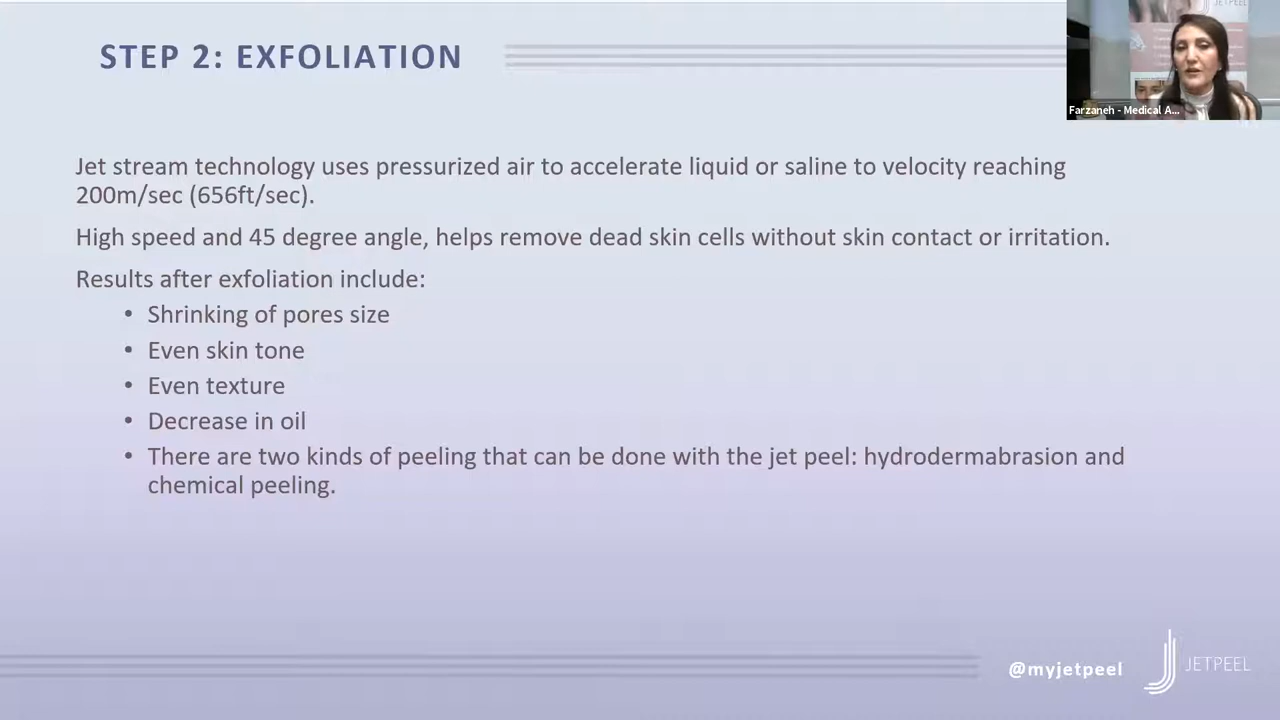 STEP 2: EXFOLIATION
JETPEEL
Farzaneh - Medical A...
Jet stream technology uses pressurized air to accelerate liquid or saline to velocity reaching
200m/sec (656ft/sec).
High speed and 45 degree angle, helps remove dead skin cells without skin contact or irritation.
Results after exfoliation include:
• Shrinking of pores size
• Even skin tone
• Even texture
• Decrease in oil
• There are two kinds of peeling that can be done with the jet peel: hydrodermabrasion and
chemical peeling.
@myjetpeel
JETPEEL